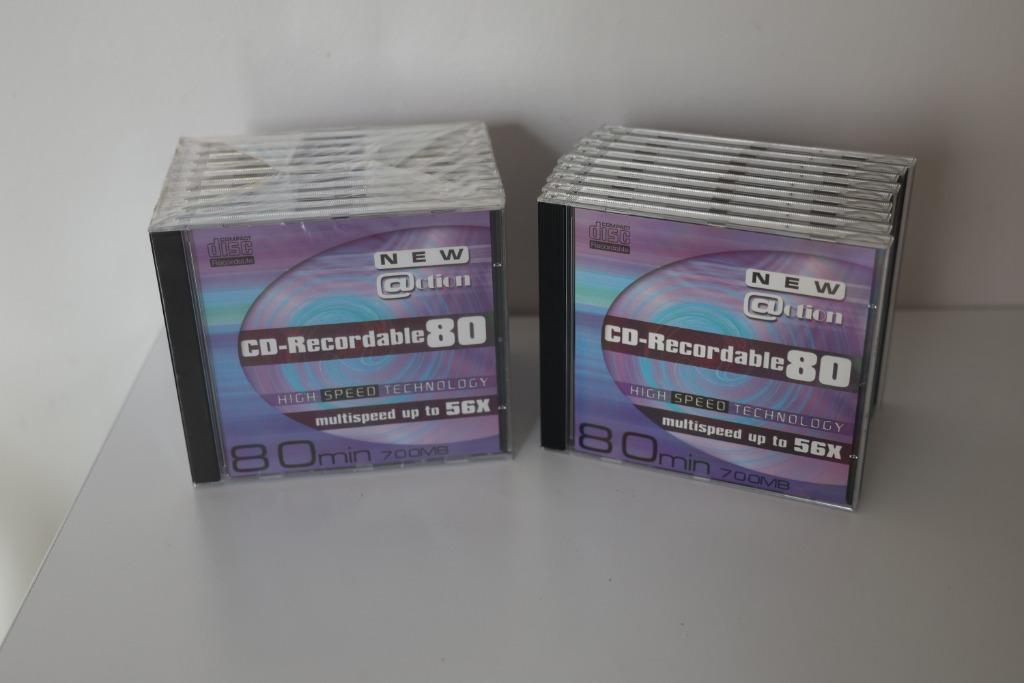 COMPACT
disc
Recordable
NEW
@ction
CD-Recordable80
HIGH SPEED TECHNOLOGY
multispeed up to 56X
80min 700MB
COMPACT
disc
Recordable
NEW
@ction
CD-Recordable80
HIGH SPEED TECHNOLOGY
multispeed up to 56X
80min 700MB